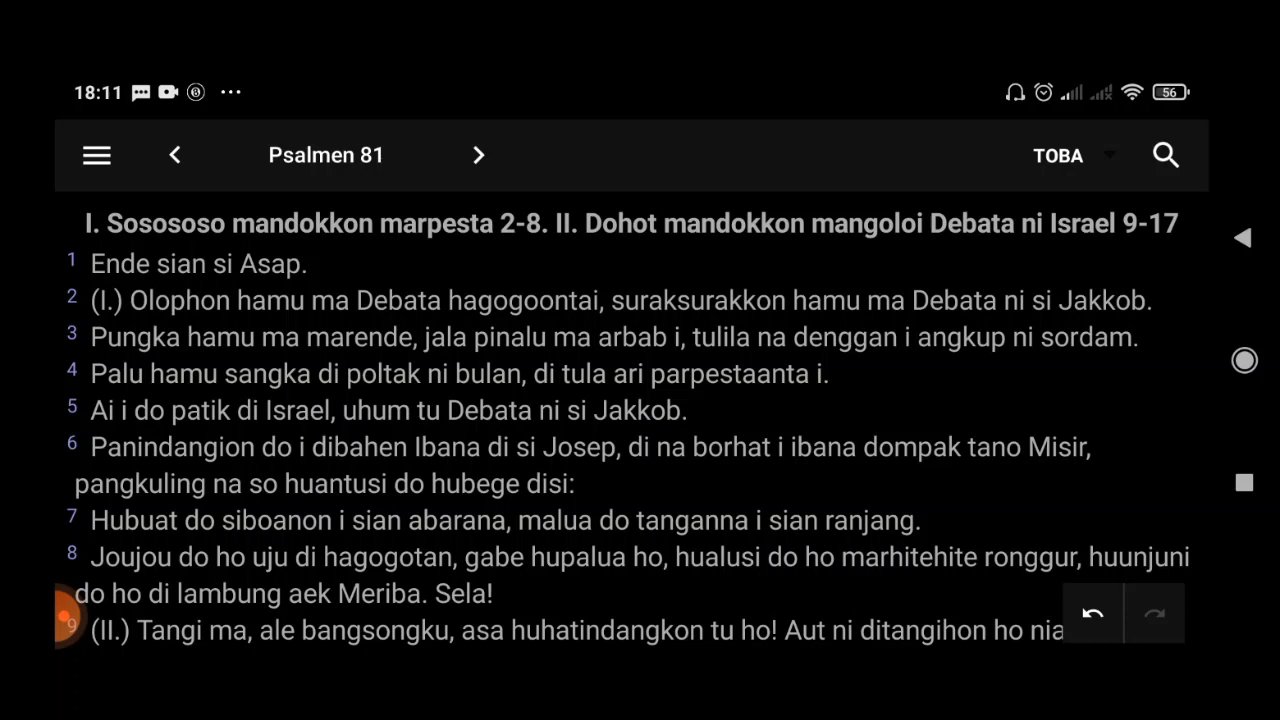 18:11 56
Psalmen 81 TOBA
I. Sosososo mandokkon marpesta 2-8. II. Dohot mandokkon mangoloi Debata ni Israel 9-17
1 Ende sian si Asap.
2 (I.) Olophon hamu ma Debata hagogoontai, suraksurakkon hamu ma Debata ni si Jakkob.
3 Pungka hamu ma marende, jala pinalu ma arbab i, tulila na denggan i angkup ni sordam.
4 Palu hamu sangka di poltak ni bulan, di tula ari parpestaanta i.
5 Ai i do patik di Israel, uhum tu Debata ni si Jakkob.
6 Panindangion do i dibahen Ibana di si Josep, di na borhat i ibana dompak tano Misir,
pangkuling na so huantusi do hubege disi:
7 Hubuat do siboanon i sian abarana, malua do tanganna i sian ranjang.
8 Joujou do ho uju di hagogotan, gabe hupalua ho, hualusi do ho marhitehite ronggur, huunjuni
do ho di lambung aek Meriba. Sela!
9 (II.) Tangi ma, ale bangsongku, asa huhatindangkon tu ho! Aut ni ditangihon ho nia